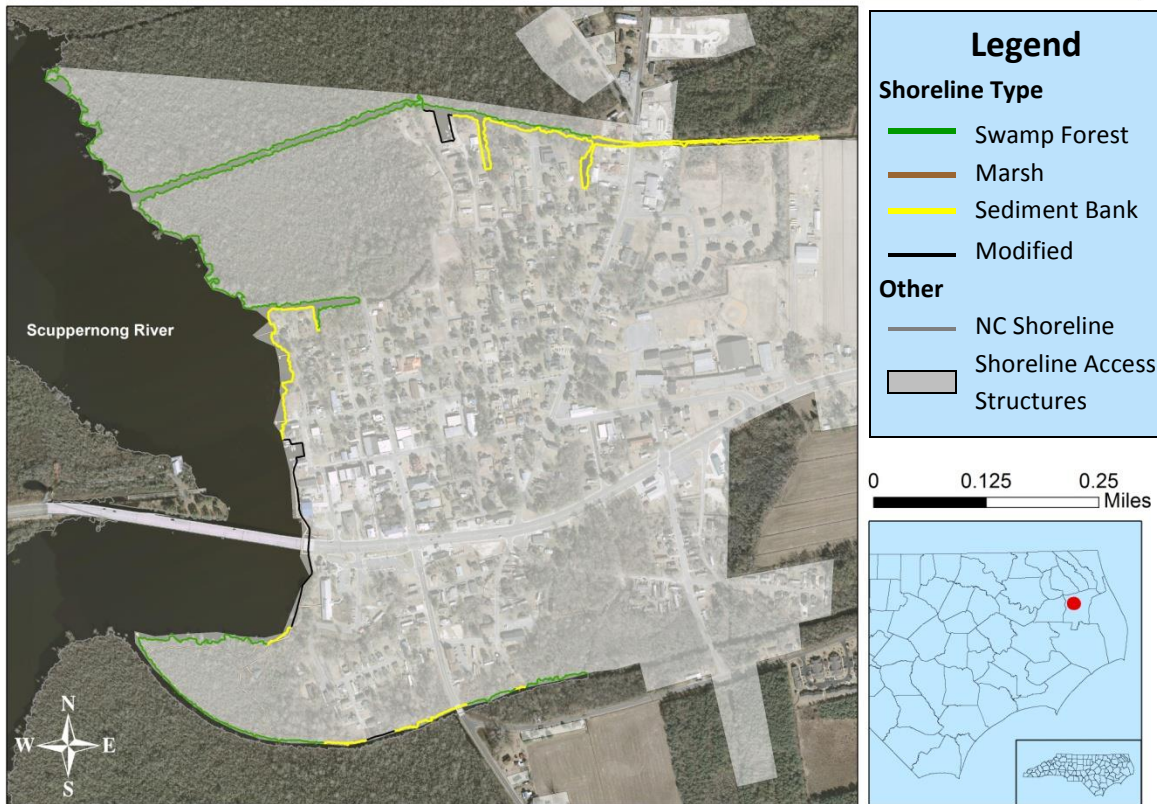 Scuppernong River
N
W E
S
Legend
Shoreline Type
Swamp Forest
Marsh
Sediment Bank
Modified
Other
NC Shoreline
Shoreline Access
Structures
0 0.125 0.25
Miles